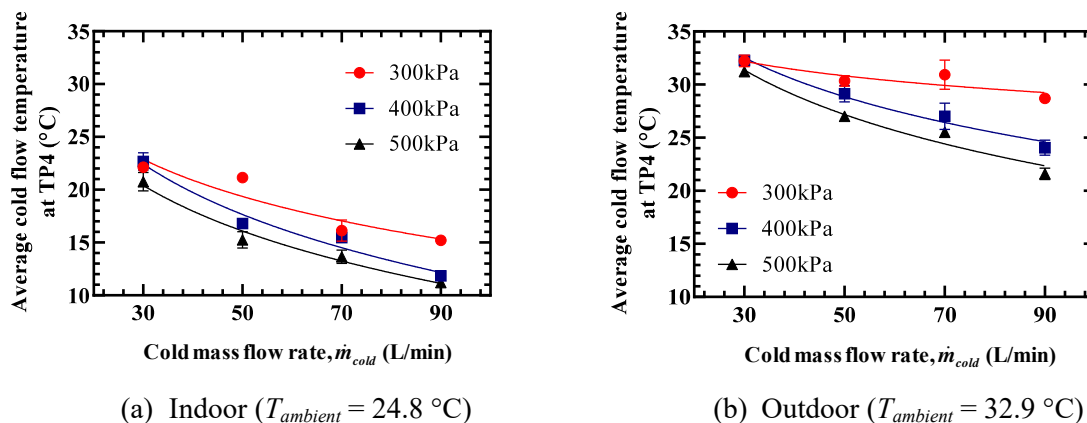 Average cold flow temperature
at TP4 (°C)
35
30
25
20
15
10
300kPa
400kPa
500kPa
30 50 70 90
Cold mass flow rate, ṁcold (L/min)
(a) Indoor (Tambient = 24.8 °C)
Average cold flow temperature
at TP4 (°C)
35
30
25
20
15
10
300kPa
400kPa
500kPa
30 50 70 90
Cold mass flow rate, ṁcold (L/min)
(b) Outdoor (Tambient = 32.9 °C)